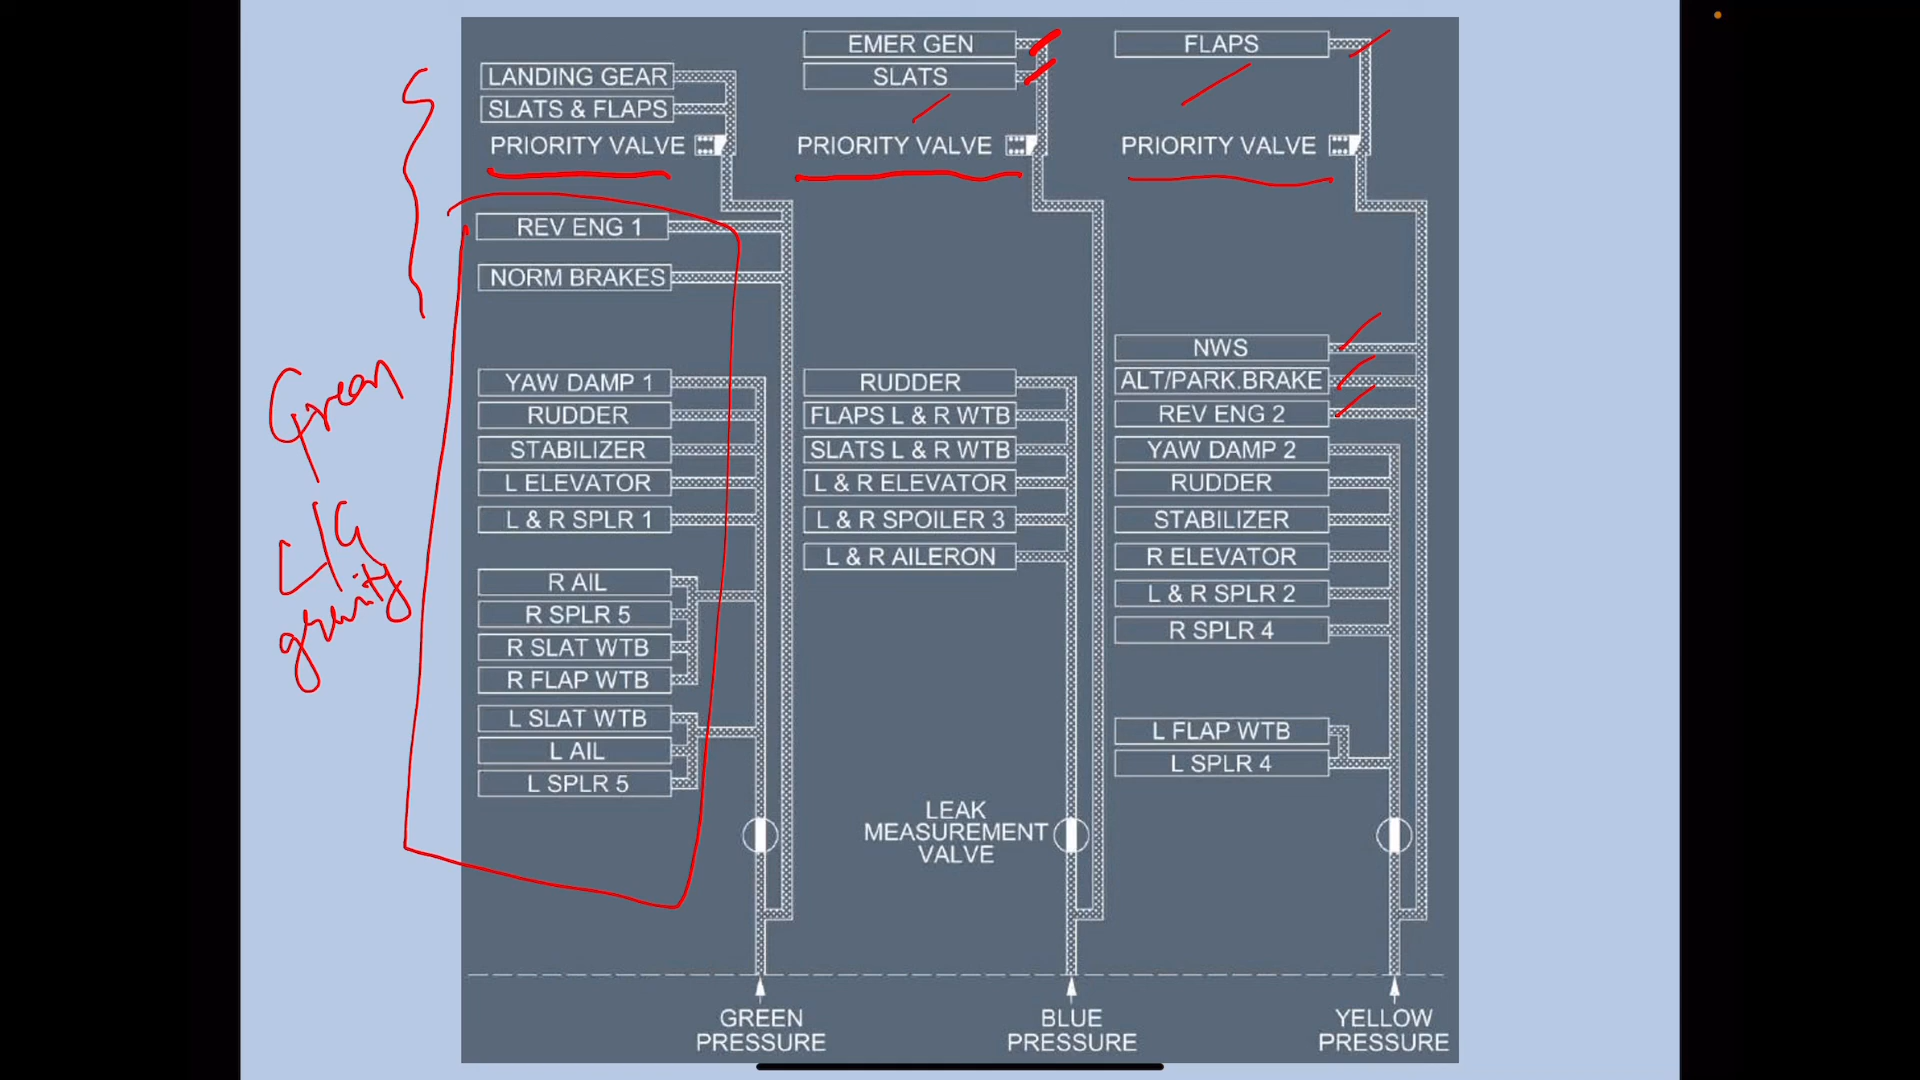 Green
L/G
gravity
LANDING GEAR
SLATS & FLAPS
PRIORITY VALVE
REV ENG 1
NORM BRAKES
YAW DAMP 1
RUDDER
STABILIZER
L ELEVATOR
L & R SPLR 1
R AIL
R SPLR 5
R SLAT WTB
R FLAP WTB
L SLAT WTB
L AIL
L SPLR 5
GREEN
PRESSURE
EMER GEN
SLATS
PRIORITY VALVE
RUDDER
FLAPS L & R WTB
SLATS L & R WTB
L & R ELEVATOR
L & R SPOILER 3
L & R AILERON
LEAK
MEASUREMENT
VALVE
BLUE
PRESSURE
FLAPS
PRIORITY VALVE
NWS
ALT/PARK.BRAKE
REV ENG 2
YAW DAMP 2
RUDDER
STABILIZER
R ELEVATOR
L & R SPLR 2
R SPLR 4
L FLAP WTB
L SPLR 4
YELLOW
PRESSURE